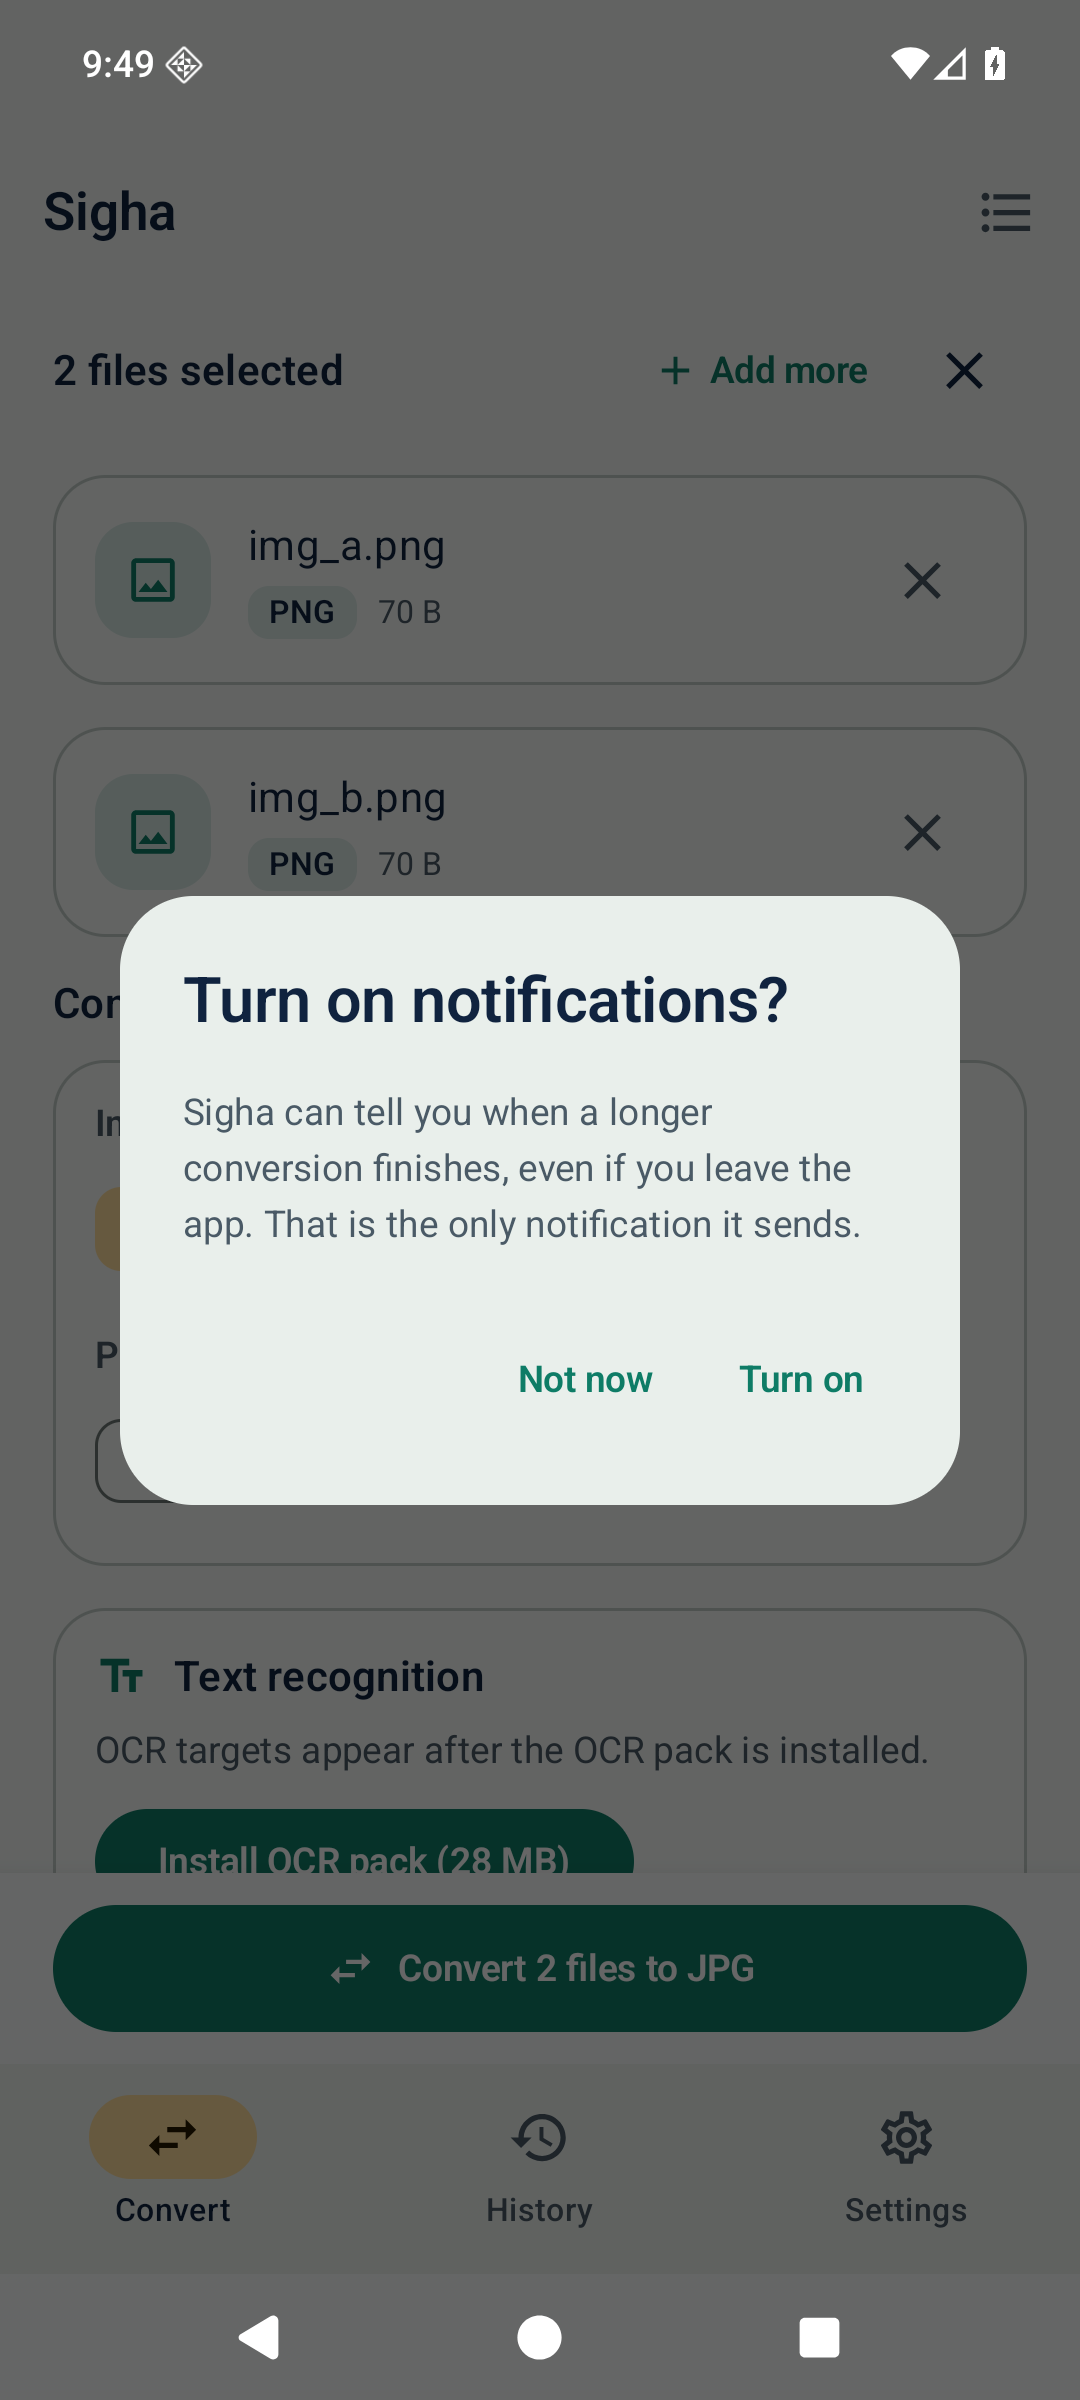 9:49
Sigha
2 files selected
Add more
img_a.png
PNG 70 B
img_b.png
PNG 70 B
Turn on notifications?
Sigha can tell you when a longer
conversion finishes, even if you leave the
app. That is the only notification it sends.
Not now Turn on
Text recognition
OCR targets appear after the OCR pack is installed.
Install OCR pack (28 MB)
Convert 2 files to JPG
Convert
History
Settings